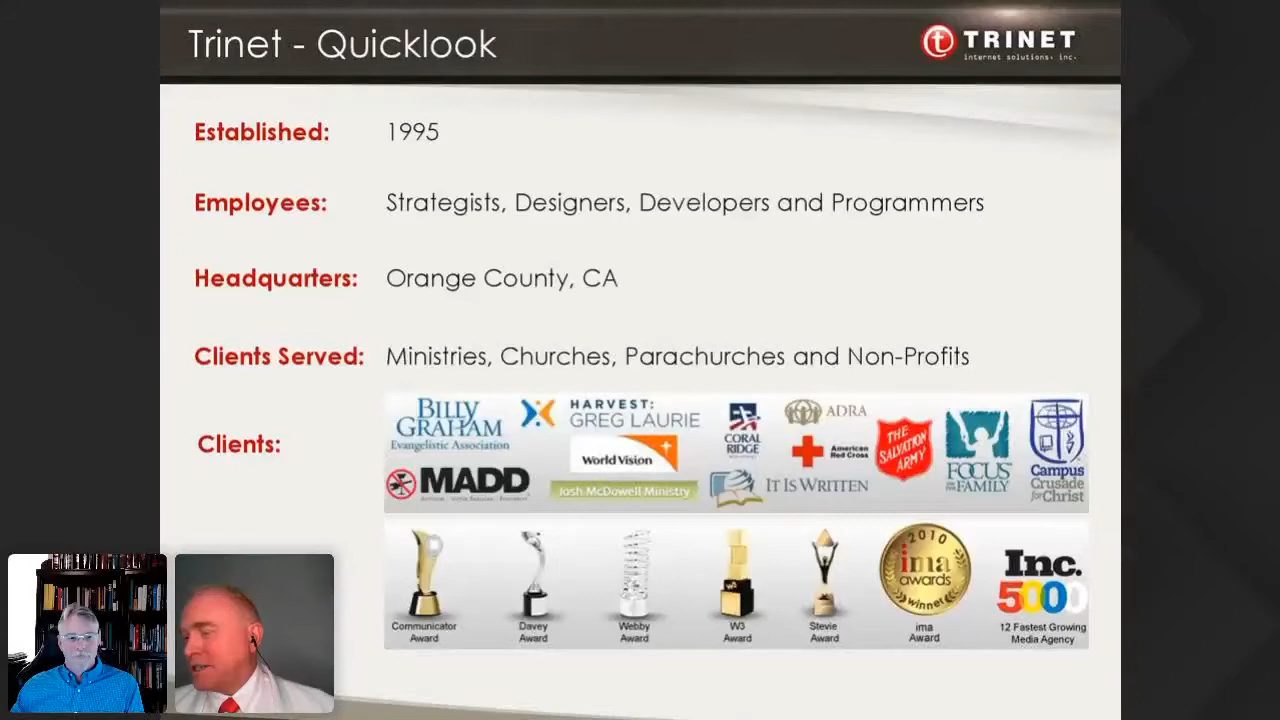 Trinet - Quicklook
TRINET
internet solutions, inc.
Established: 1995
Employees: Strategists, Designers, Developers and Programmers
Headquarters: Orange County, CA
Clients Served: Ministries, Churches, Parachurches and Non-Profits
Clients:
BILLY
GRAHAM
Evangelistic Association
HARVEST:
GREG LAURIE
World Vision
CORAL
RIDGE
ADRA
American
Red Cross
THE
SALVATION
ARMY
FOCUS
ON THE
FAMILY
Campus
Crusade
for Christ
MADD
Josh McDowell Ministry
IT IS WRITTEN
Communicator
Award
Davey
Award
Webby
Award
W3
W3
Award
Stevie
Award
2010
ima
awards
winner
ima
Award
Inc.
5000
12 Fastest Growing
Media Agency